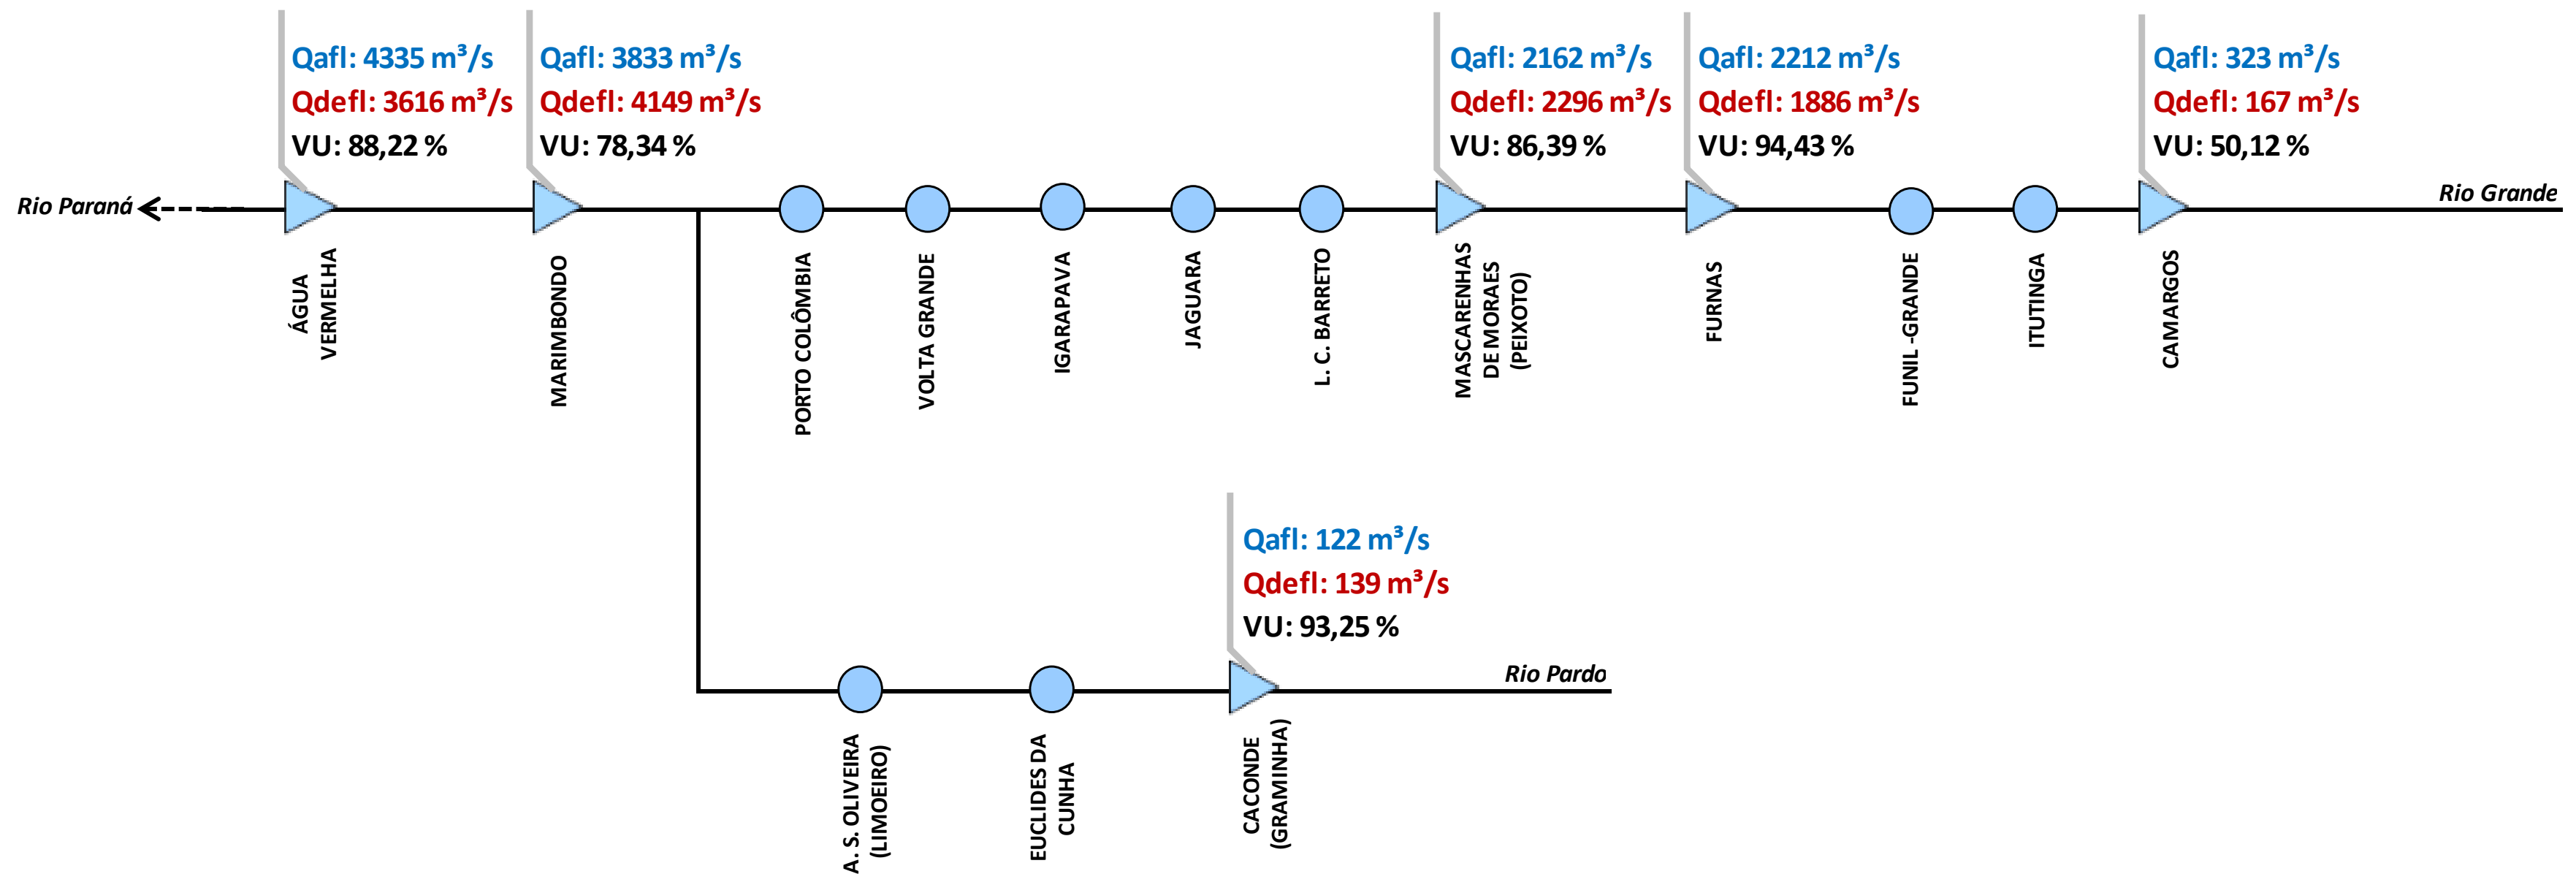 Qafl: 4335 m³/s
Qdefl: 3616 m³/s
VU: 88,22 %
Qafl: 3833 m³/s
Qdefl: 4149 m³/s
VU: 78,34 %
Qafl: 2162 m³/s
Qdefl: 2296 m³/s
VU: 86,39 %
Qafl: 2212 m³/s
Qdefl: 1886 m³/s
VU: 94,43 %
Qafl: 323 m³/s
Qdefl: 167 m³/s
VU: 50,12 %
Rio Paraná
Rio Grande
ÁGUA
VERMELHA
MARIMBONDO
PORTO COLÔMBIA
VOLTA GRANDE
IGARAPAVA
JAGUARA
L. C. BARRETO
MASCARENHAS
DE MORAES
(PEIXOTO)
FURNAS
FUNIL -GRANDE
ITUTINGA
CAMARGOS
Qafl: 122 m³/s
Qdefl: 139 m³/s
VU: 93,25 %
Rio Pardo
A. S. OLIVEIRA
(LIMOEIRO)
EUCLIDES DA
CUNHA
CACONDE
(GRAMINHA)